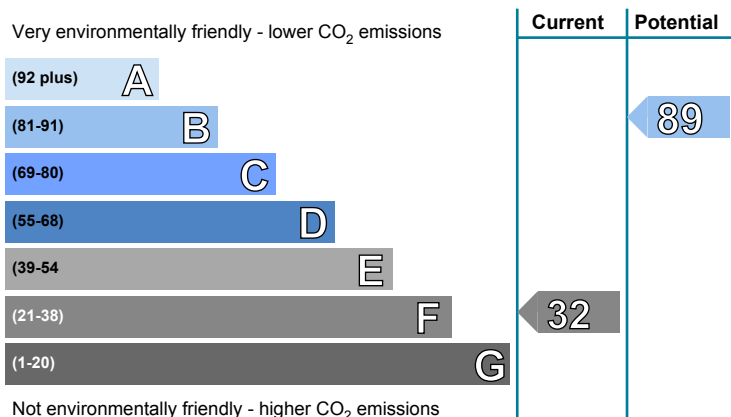 Very environmentally friendly - lower CO₂ emissions
Current
Potential
(92 plus) A
(81-91) B
89
(69-80) C
(55-68) D
(39-54 E
(21-38) F
32
(1-20) G
Not environmentally friendly - higher CO₂ emissions